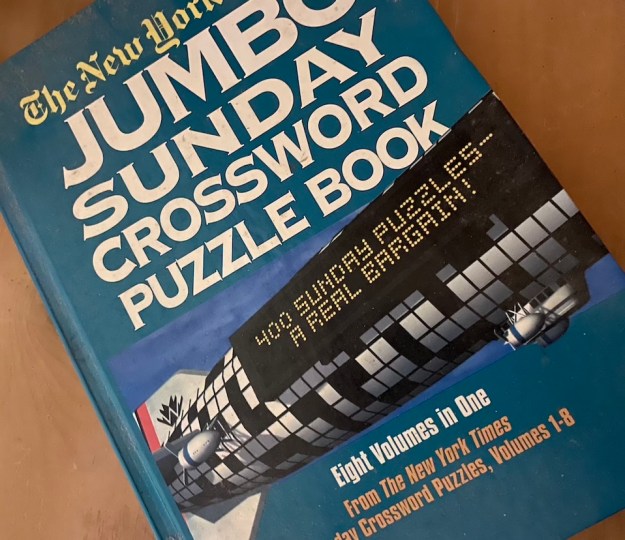 The New York
JUMBO
SUNDAY
CROSSWORD
PUZZLE BOOK
400 SUNDAY PUZZLES—
A REAL BARGAIN!
Eight Volumes in One
From The New York Times
day Crossword Puzzles, Volumes 1-8